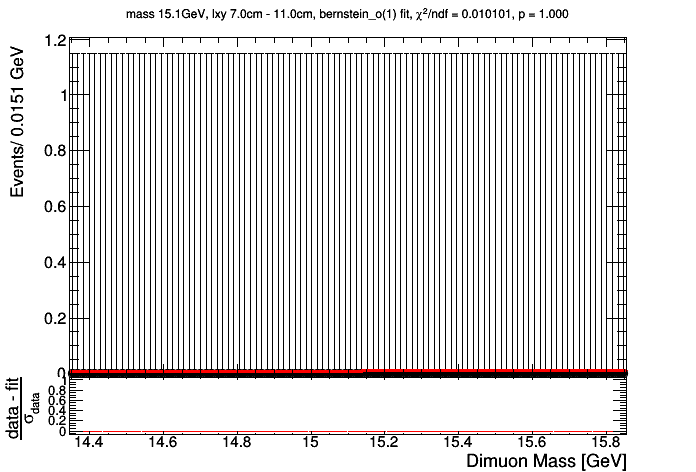 mass 15.1GeV, lxy 7.0cm - 11.0cm, bernstein_o(1) fit, χ²/ndf = 0.010101, p = 1.000
Events/ 0.0151 GeV
1.2
1
0.8
0.6
0.4
0.2
0
data - fit
σdata
1
0.8
0.6
0.4
0.2
0
14.4 14.6 14.8 15 15.2 15.4 15.6 15.8
Dimuon Mass [GeV]